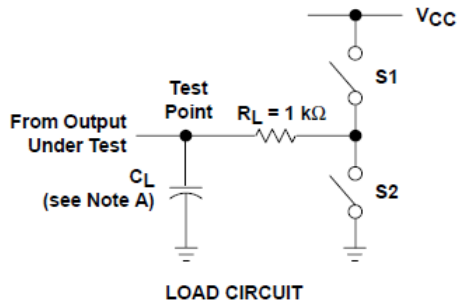 VCC
S1
Test
Point
RL = 1 kΩ
From Output
Under Test
CL
(see Note A)
S2
LOAD CIRCUIT